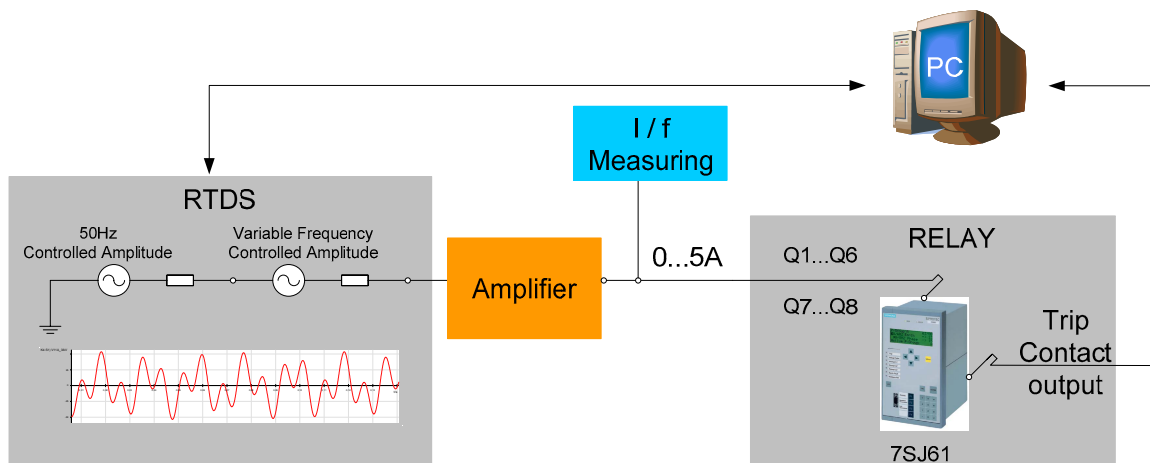 PC
I / f
Measuring
RTDS
50Hz
Controlled Amplitude
Variable Frequency
Controlled Amplitude
Amplifier
0...5A
RELAY
Q1...Q6
Q7...Q8
Trip
Contact
output
7SJ61